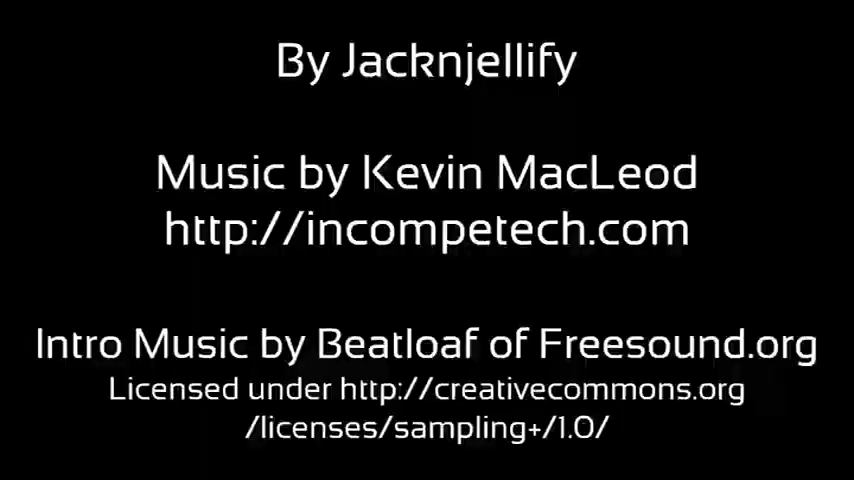 By Jacknjellify
Music by Kevin MacLeod
http://incompetech.com
Intro Music by Beatloaf of Freesound.org
Licensed under http://creativecommons.org
/licenses/sampling+/1.0/